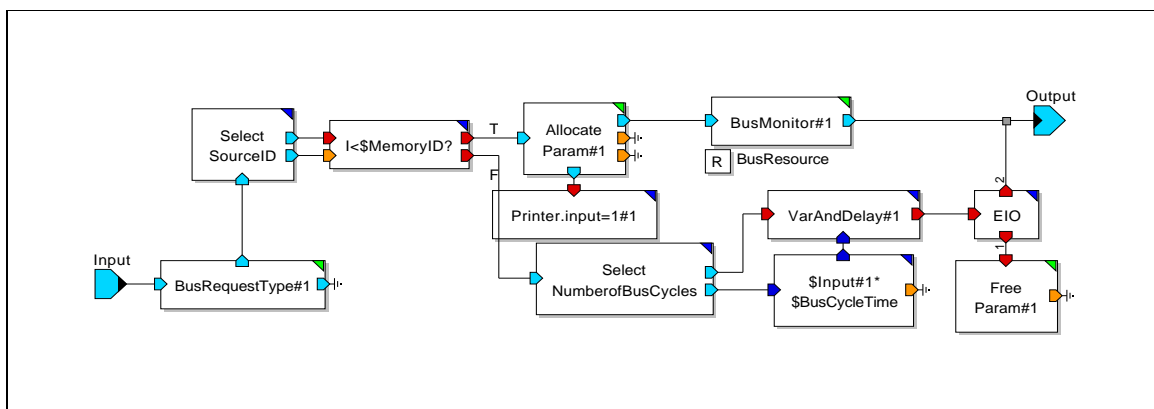 Output
T
Select
SourceID
I<$MemoryID?
Allocate
Param#1
BusMonitor#1
R
BusResource
F
2
Printer.input=1#1
VarAndDelay#1
EIO
1
Input
BusRequestType#1
Select
NumberofBusCycles
$Input#1*
$BusCycleTime
Free
Param#1